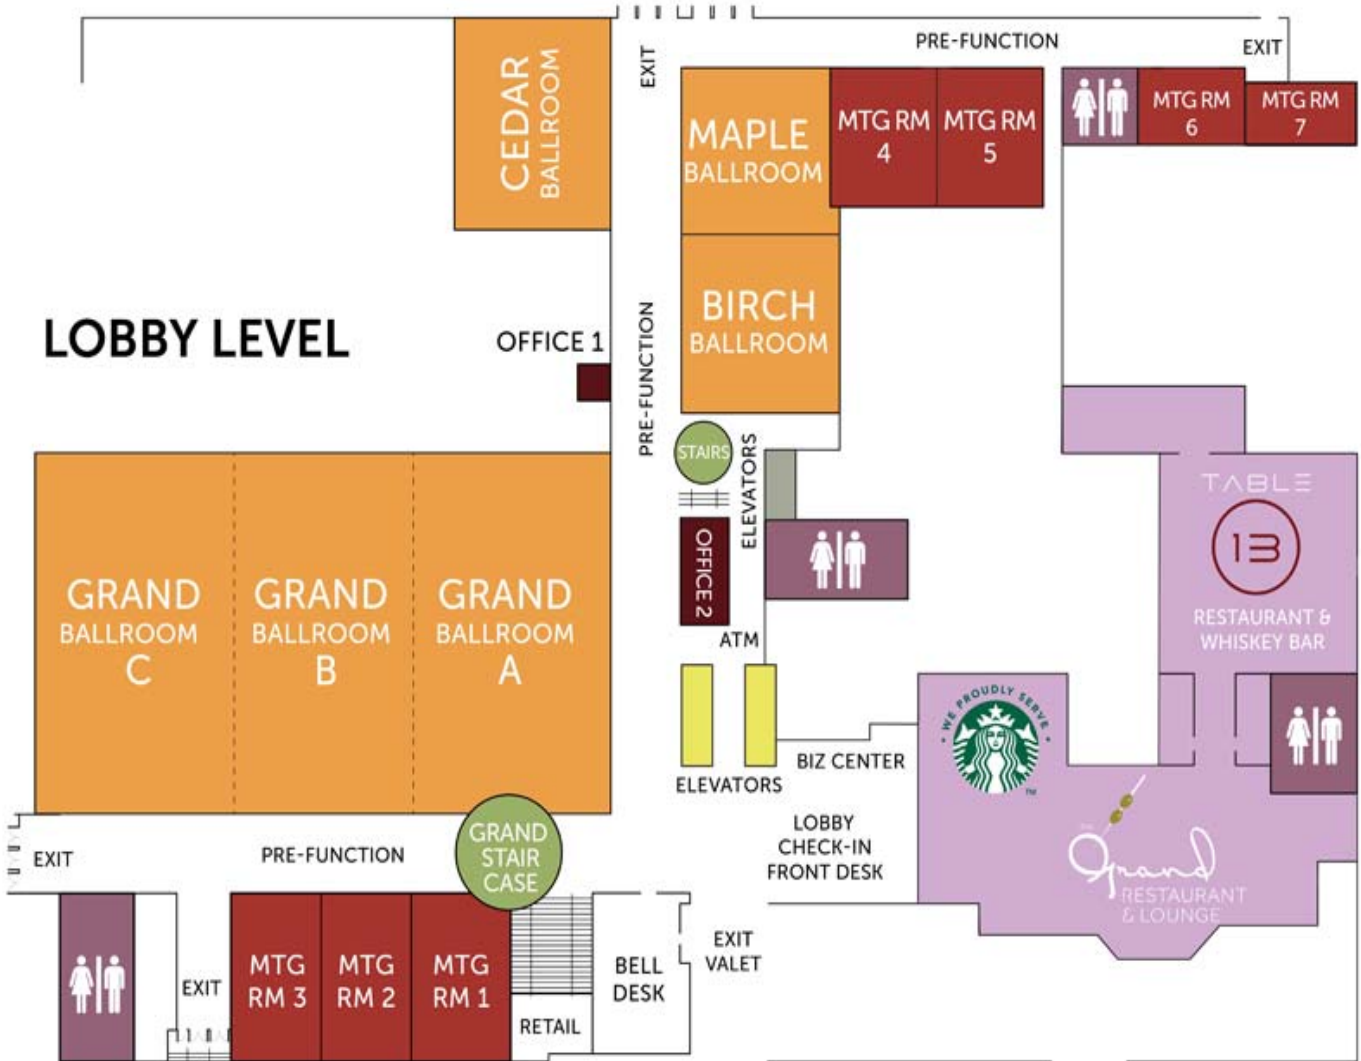 PRE-FUNCTION
EXIT
EXIT
CEDAR
BALLROOM
MAPLE
BALLROOM
MTG RM
4
MTG RM
5
MTG RM
6
MTG RM
7
LOBBY LEVEL
OFFICE 1
PRE-FUNCTION
BIRCH
BALLROOM
STAIRS
ELEVATORS
OFFICE 2
ATM
TABLE
13
RESTAURANT &
WHISKEY BAR
GRAND
BALLROOM
C
GRAND
BALLROOM
B
GRAND
BALLROOM
A
ELEVATORS
BIZ CENTER
WE PROUDLY SERVE
TM
LOBBY
CHECK-IN
FRONT DESK
Grand
RESTAURANT
& LOUNGE
EXIT
PRE-FUNCTION
GRAND
STAIR
CASE
EXIT
MTG
RM 3
MTG
RM 2
MTG
RM 1
RETAIL
BELL
DESK
EXIT
VALET